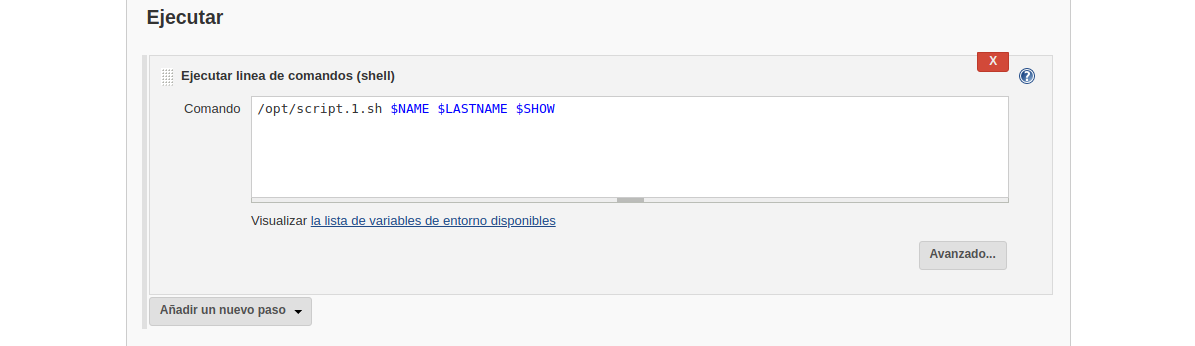 Ejecutar
X
Ejecutar linea de comandos (shell)
?
Comando
/opt/script.1.sh $NAME $LASTNAME $SHOW
Visualizar la lista de variables de entorno disponibles
Avanzado...
Añadir un nuevo paso